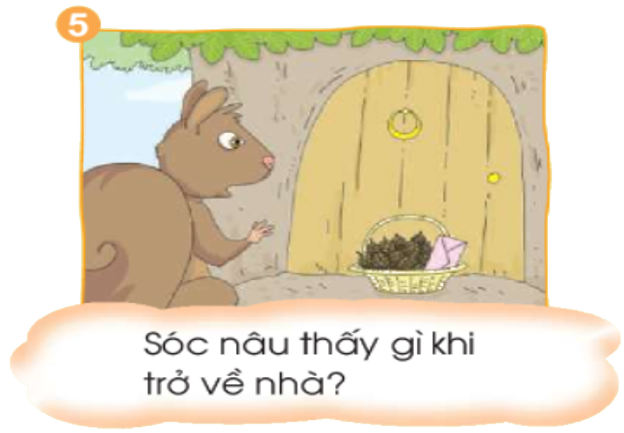 5
Sóc nâu thấy gì khi
trở về nhà?